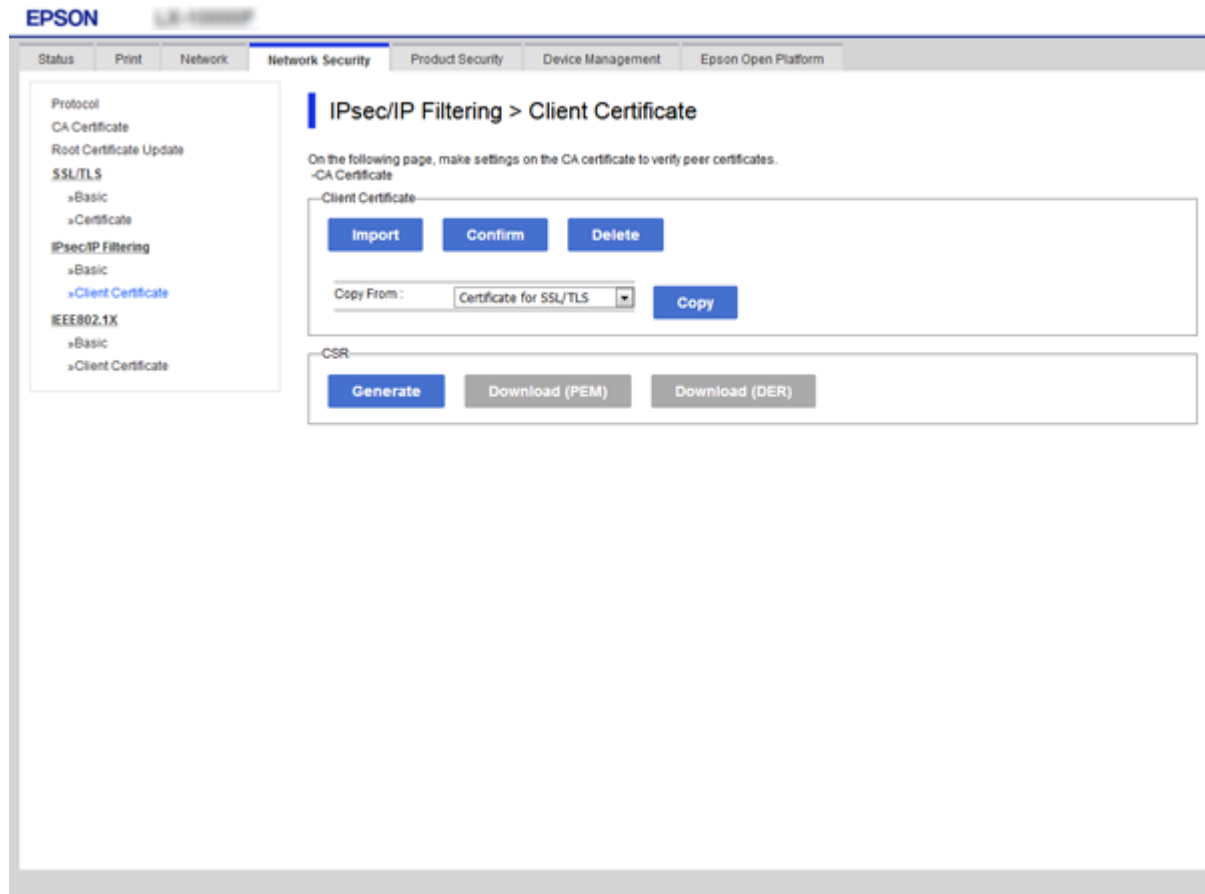 EPSON
Status Print Network Network Security Product Security Device Management Epson Open Platform
Protocol
CA Certificate
Root Certificate Update
SSL/TLS
»Basic
»Certificate
IPsec/IP Filtering
»Basic
»Client Certificate
IEEE802.1X
»Basic
»Client Certificate
IPsec/IP Filtering > Client Certificate
On the following page, make settings on the CA certificate to verify peer certificates.
-CA Certificate
Client Certificate
Import Confirm Delete
Copy From : Certificate for SSL/TLS Copy
CSR
Generate Download (PEM) Download (DER)